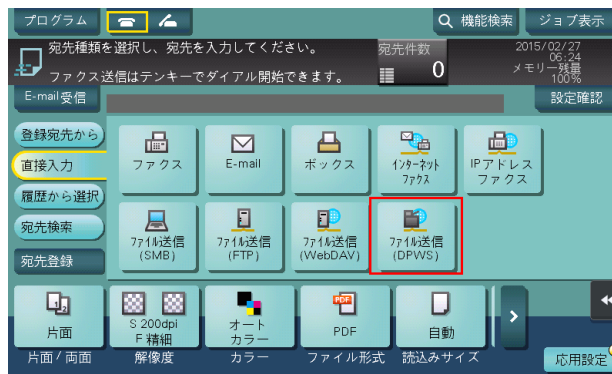 プログラム
機能検索
ジョブ表示
宛先種類を選択し、宛先を入力してください。
ファクス送信はテンキーでダイアル開始できます。
宛先件数
0
2015/02/27
06:24
メモリー残量
100%
E-mail受信
設定確認
登録宛先から
直接入力
履歴から選択
宛先検索
宛先登録
ファクス
E-mail
ボックス
インターネット
ファクス
IPアドレス
ファクス
ファイル送信
(SMB)
ファイル送信
(FTP)
ファイル送信
(WebDAV)
ファイル送信
(DPWS)
1 2
片面
S 200dpi
F 精細
オート
カラー
PDF
PDF
自動
片面/両面
解像度
カラー
ファイル形式
読込みサイズ
応用設定